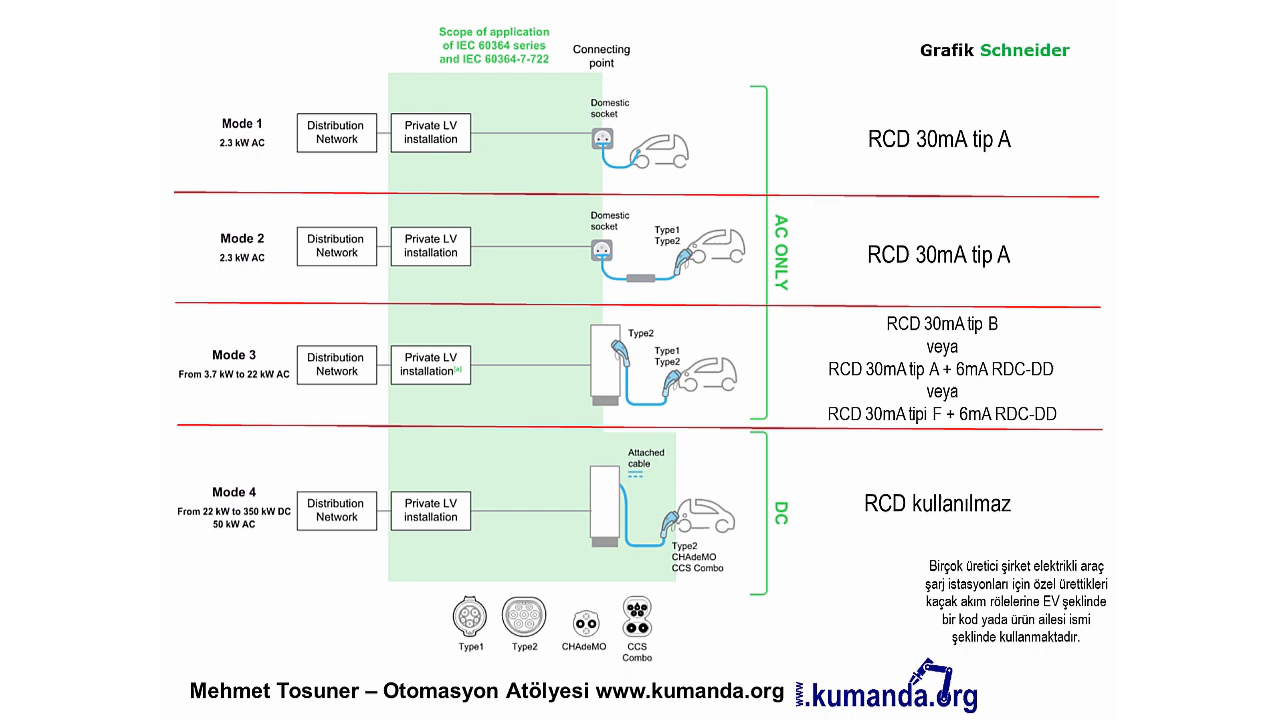 Scope of application
of IEC 60364 series
and IEC 60364-7-722
Connecting
point
Grafik Schneider
Mode 1
2.3 kW AC
Distribution
Network
Private LV
installation
Domestic
socket
RCD 30mA tip A
Mode 2
2.3 kW AC
Distribution
Network
Private LV
installation
Domestic
socket
Type1
Type2
RCD 30mA tip A
AC ONLY
Mode 3
From 3.7 kW to 22 kW AC
Distribution
Network
Private LV
installation[a]
Type2
Type1
Type2
RCD 30mA tip B
veya
RCD 30mA tip A + 6mA RDC-DD
veya
RCD 30mA tipi F + 6mA RDC-DD
Mode 4
From 22 kW to 350 kW DC
50 kW AC
Distribution
Network
Private LV
installation
Attached
cable
Type2
CHAdeMO
CCS Combo
DC
RCD kullanılmaz
Birçok üretici şirket elektrikli araç
şarj istasyonları için özel ürettikleri
kaçak akım rölelerine EV şeklinde
bir kod yada ürün ailesi ismi
şeklinde kullanmaktadır.
Type1
Type2
CHAdeMO
CCS
Combo
Mehmet Tosuner – Otomasyon Atölyesi www.kumanda.org
www.kumanda.org